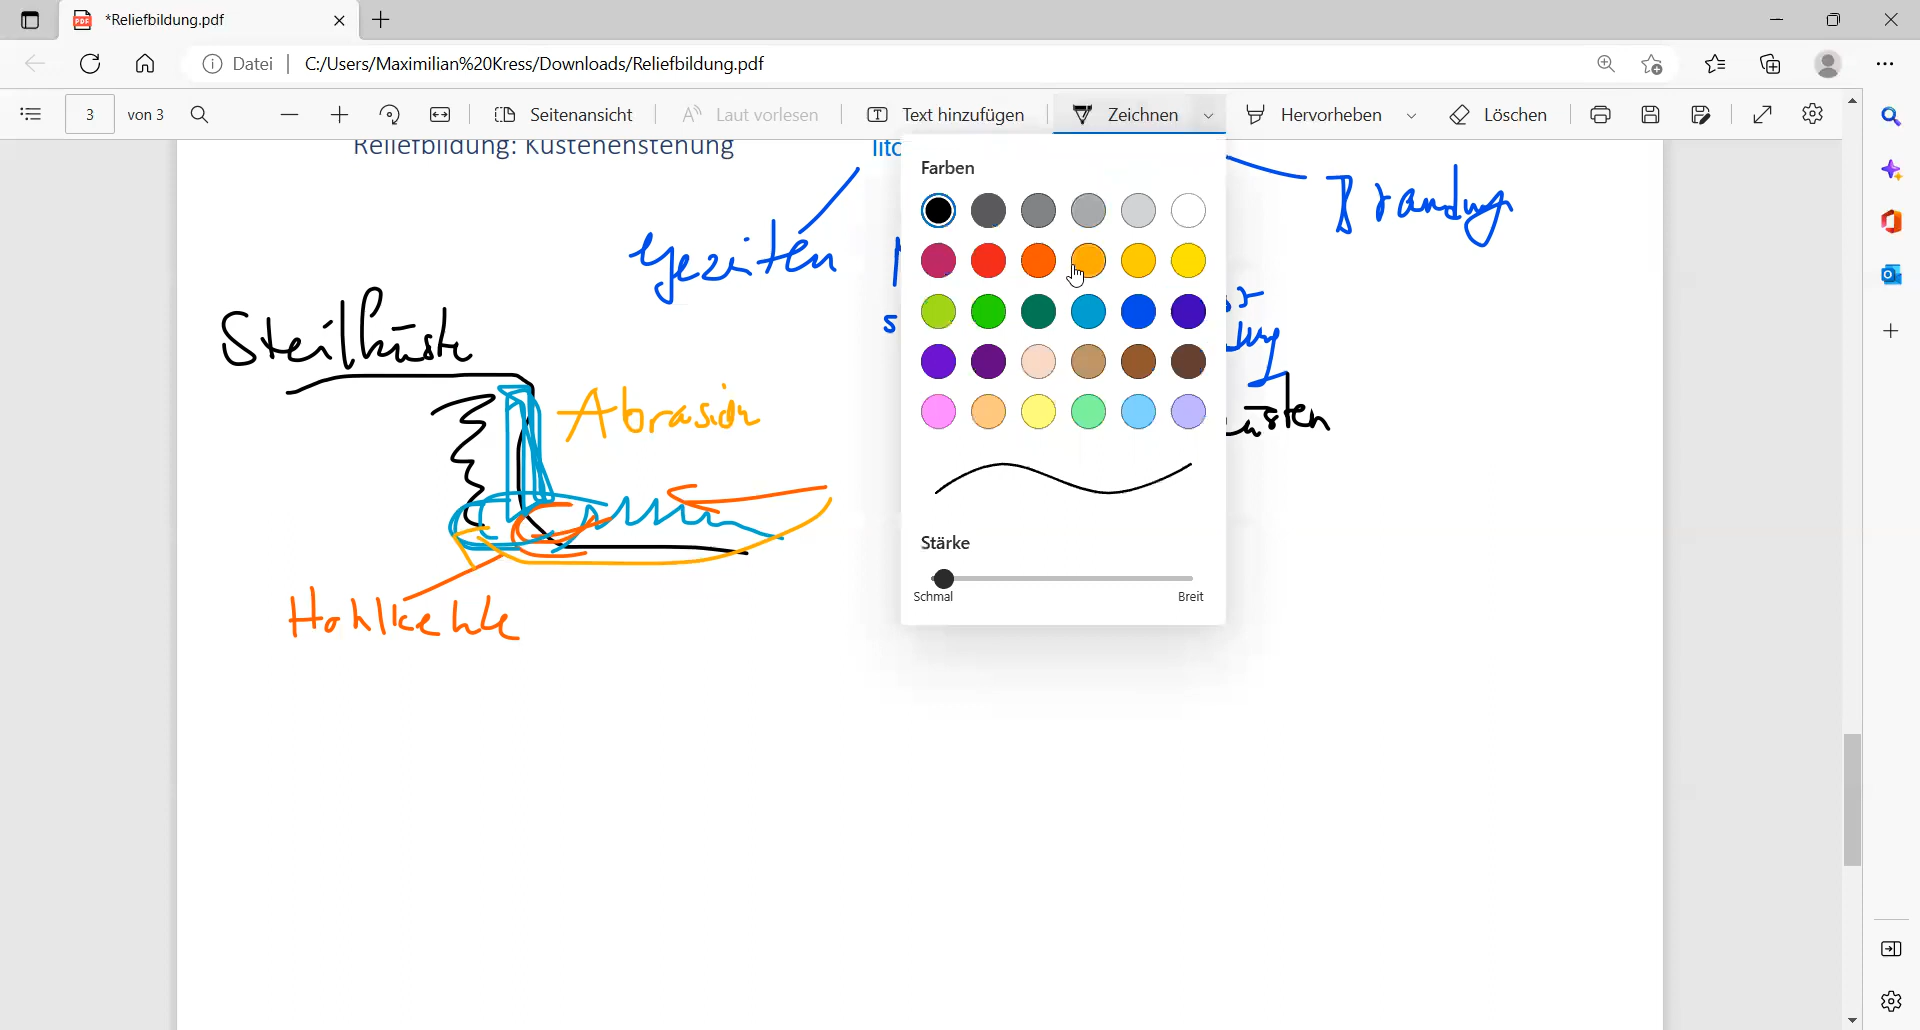 *Reliefbildung.pdf
Datei
C:/Users/Maximilian%20Kress/Downloads/Reliefbildung.pdf
3 von 3
Seitenansicht
Laut vorlesen
Text hinzufügen
Zeichnen
Hervorheben
Löschen
Reliefbildung: Küstenenstehung
Farben
Brandung
Gezeiten
Steilküste
Abrasion
Stärke
Schmal
Breit
Hohlkehle